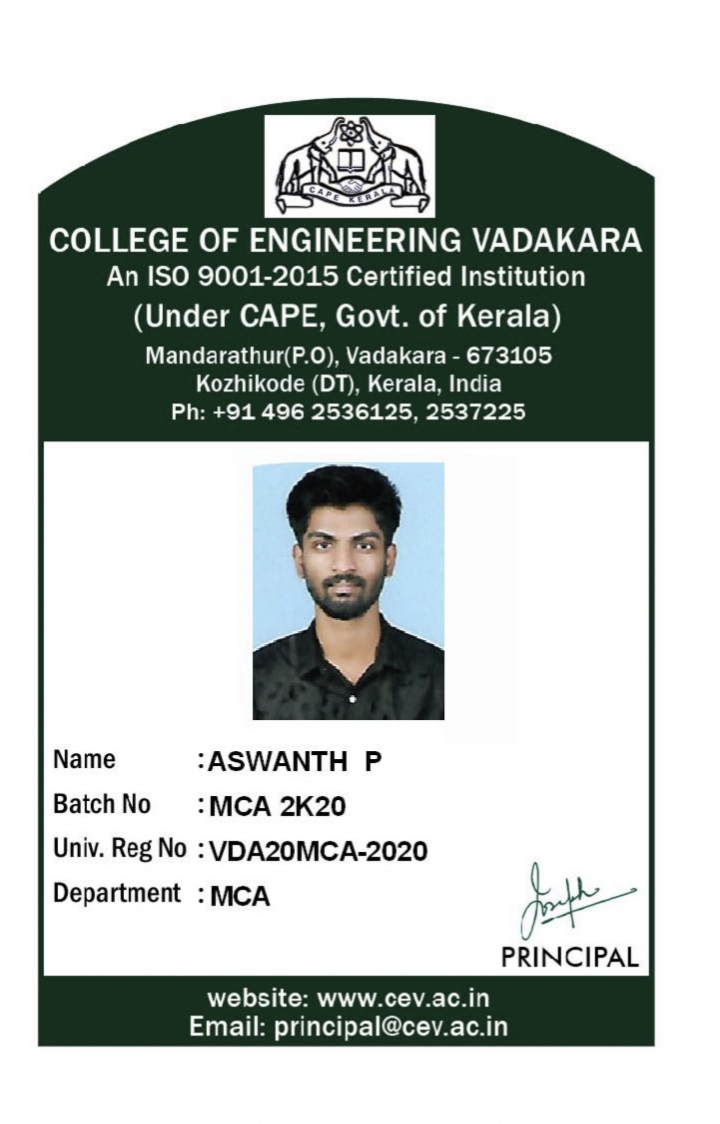 CAPE KERALA
COLLEGE OF ENGINEERING VADAKARA
An ISO 9001-2015 Certified Institution
(Under CAPE, Govt. of Kerala)
Mandarathur(P.O), Vadakara - 673105
Kozhikode (DT), Kerala, India
Ph: +91 496 2536125, 2537225
Name : ASWANTH P
Batch No : MCA 2K20
Univ. Reg No : VDA20MCA-2020
Department : MCA
Joseph
PRINCIPAL
website: www.cev.ac.in
Email: principal@cev.ac.in